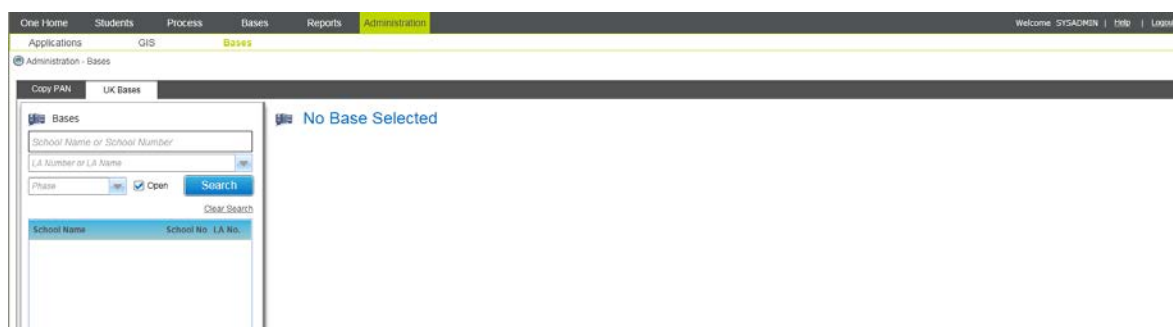 One Home Students Process Bases Reports Administration Welcome SYSADMIN | Help | Logout
Applications GIS Bases
Administration - Bases
Copy PAN UK Bases
Bases
No Base Selected
School Name or School Number
LA Number or LA Name
Phase Open Search
Clear Search
School Name School No LA No.